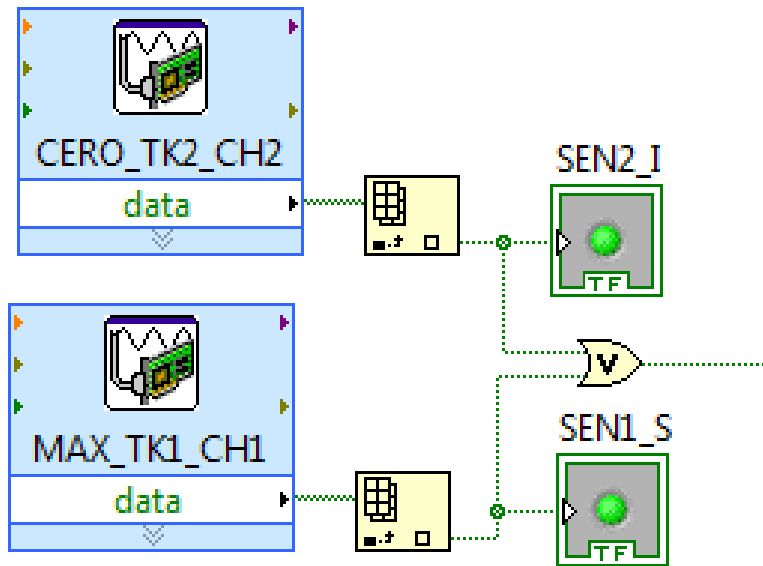 CERO_TK2_CH2
data
SEN2_I
TF
V
MAX_TK1_CH1
data
SEN1_S
TF